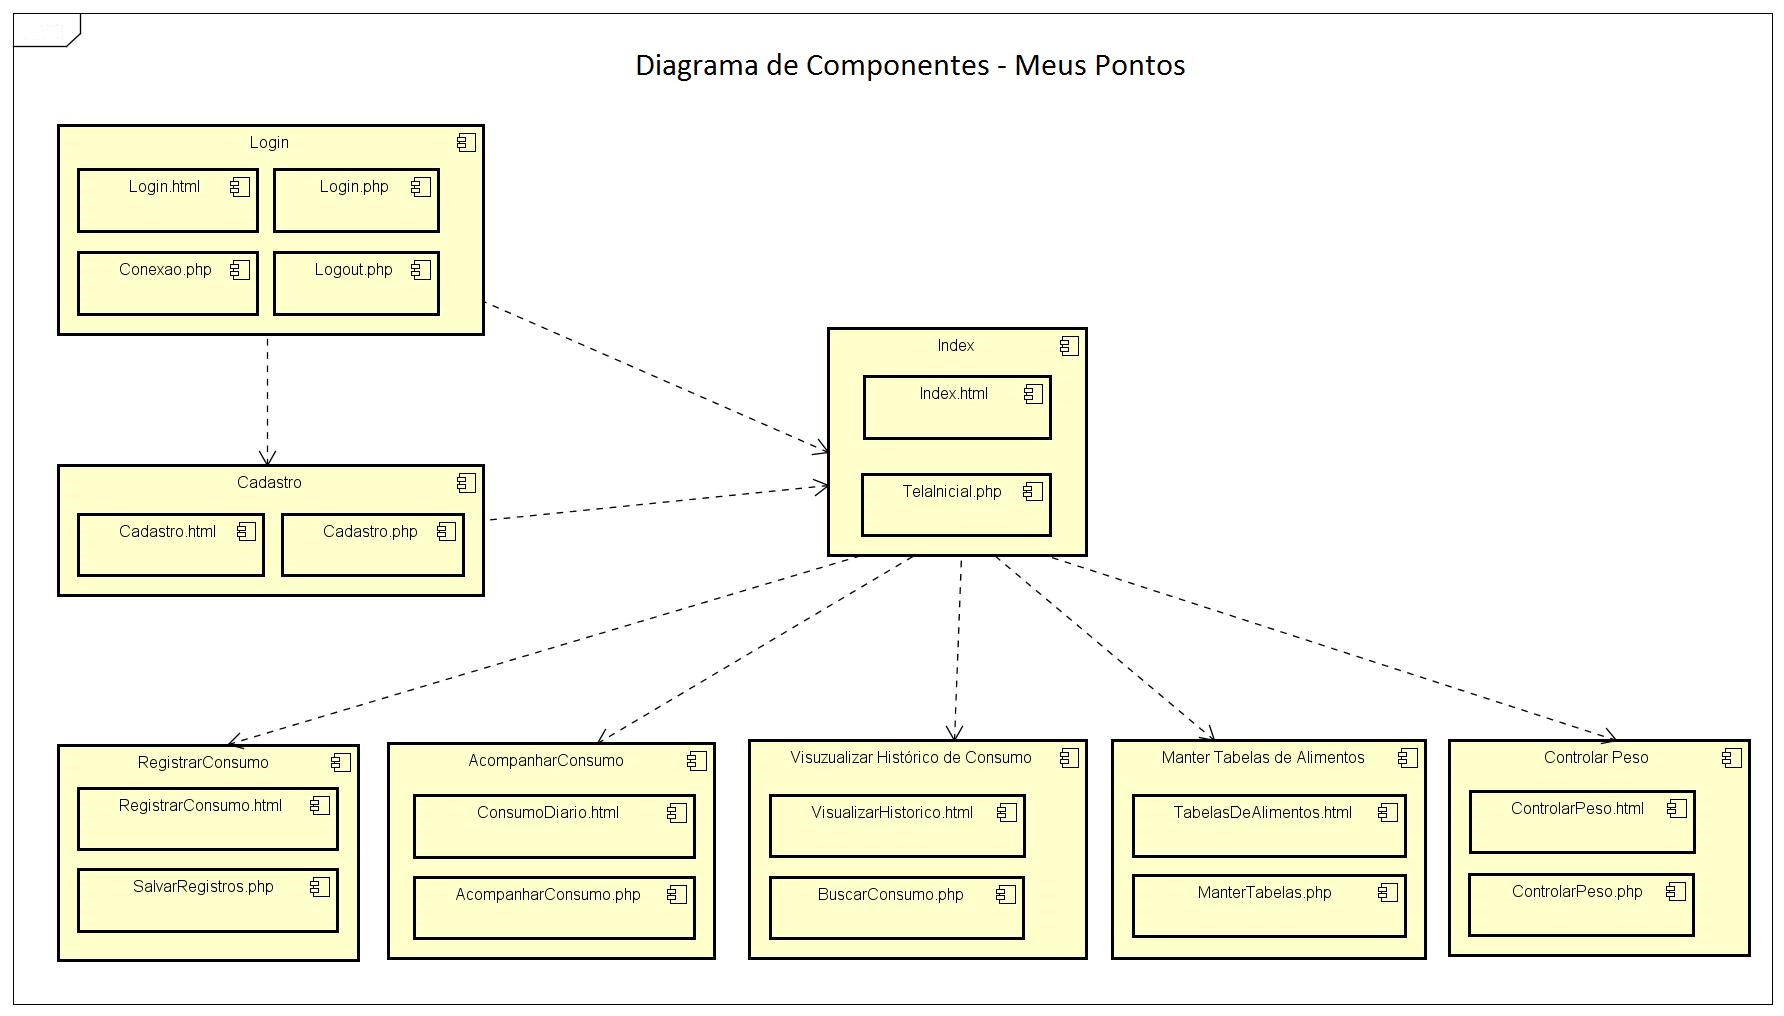 Diagrama de Componentes - Meus Pontos
Login
Login.html
Login.php
Conexao.php
Logout.php
Index
Index.html
TelaInicial.php
Cadastro
Cadastro.html
Cadastro.php
RegistrarConsumo
RegistrarConsumo.html
SalvarRegistros.php
AcompanharConsumo
ConsumoDiario.html
AcompanharConsumo.php
Visuzualizar Histórico de Consumo
VisualizarHistorico.html
BuscarConsumo.php
Manter Tabelas de Alimentos
TabelasDeAlimentos.html
ManterTabelas.php
Controlar Peso
ControlarPeso.html
ControlarPeso.php